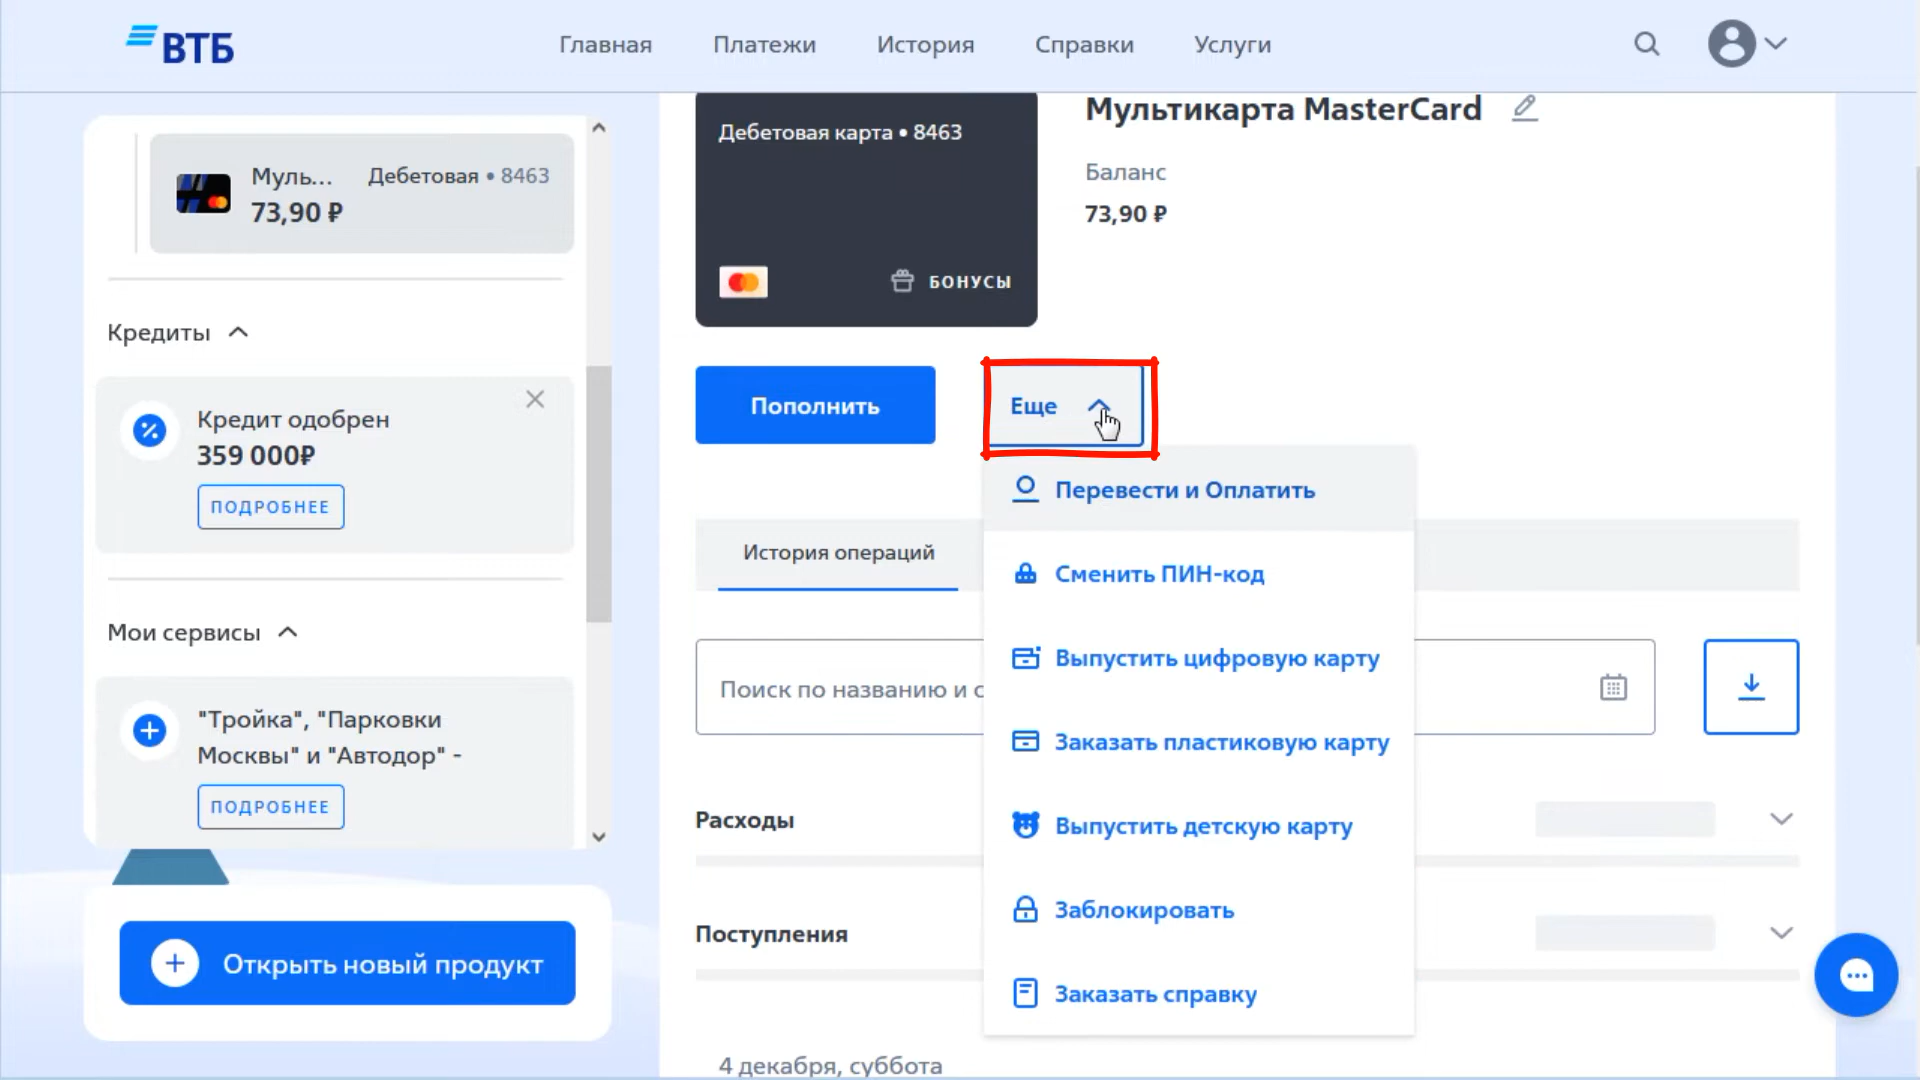 ВТБ
Главная
Платежи
История
Справки
Услуги
Муль...
Дебетовая • 8463
73,90 ₽
Кредиты
Кредит одобрен
359 000₽
ПОДРОБНЕЕ
Мои сервисы
"Тройка", "Парковки
Москвы" и "Автодор" -
ПОДРОБНЕЕ
Открыть новый продукт
Дебетовая карта • 8463
БОНУСЫ
Мультикарта MasterCard
Баланс
73,90 ₽
Пополнить
Еще
Перевести и Оплатить
Сменить ПИН-код
Выпустить цифровую карту
Заказать пластиковую карту
Выпустить детскую карту
Заблокировать
Заказать справку
История операций
Поиск по названию и с
Расходы
Поступления
4 декабря, суббота